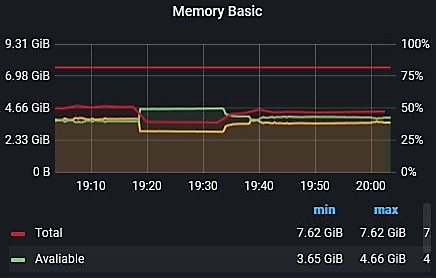 Memory Basic
9.31 GiB 100%
6.98 GiB 75%
4.66 GiB 50%
2.33 GiB 25%
0 B 0%
19:10 19:20 19:30 19:40 19:50 20:00
min max
Total 7.62 GiB 7.62 GiB 7.
Avaliable 3.65 GiB 4.66 GiB 4